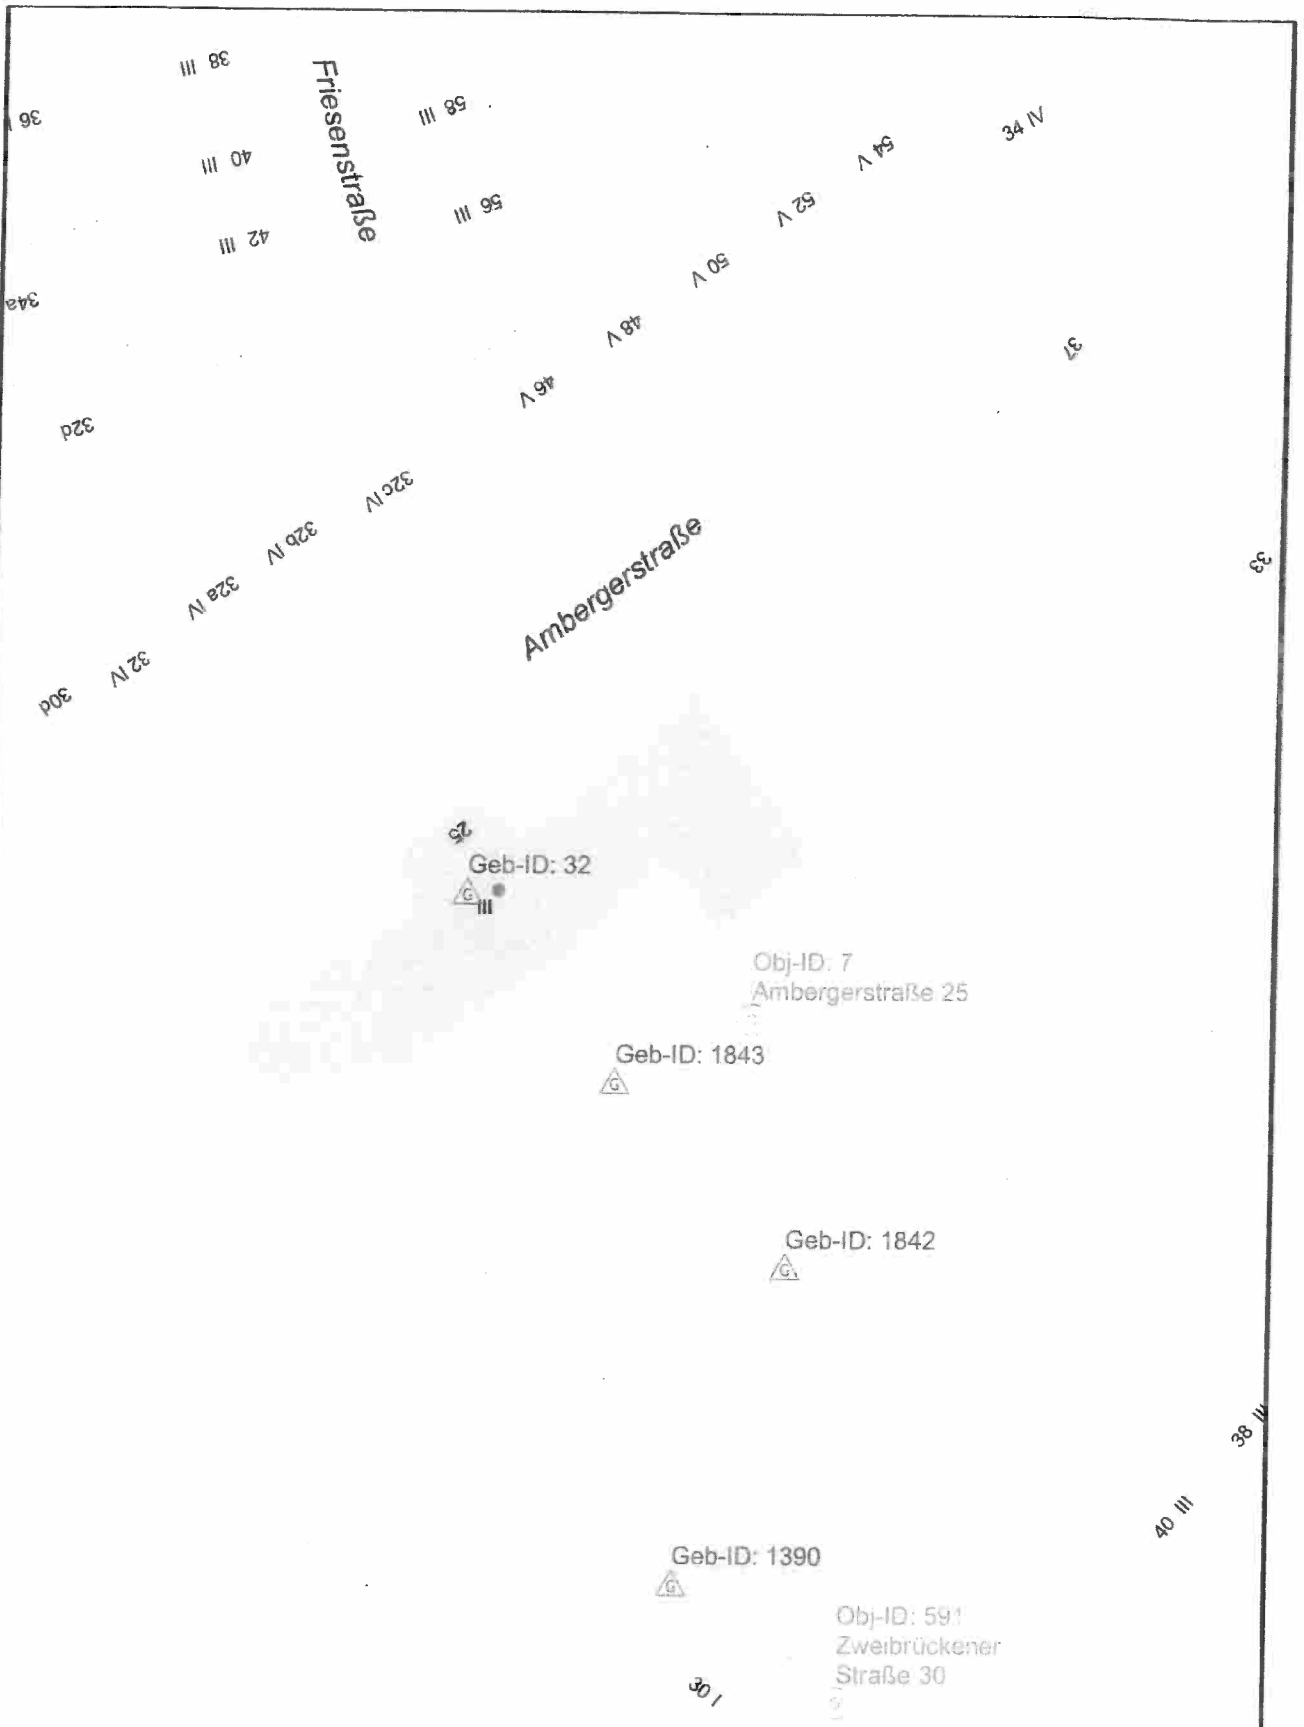 38 III
Friesenstraße
58 III
36
34 IV
54 V
40 III
56 III
52 V
42 III
50 V
34a
48 V
37
46 V
32d
32c IV
32b IV
Ambergerstraße
33
32a IV
32 IV
30d
25
Geb-ID: 32
G
III
Obj-ID: 7
Ambergerstraße 25
Geb-ID: 1843
G
Geb-ID: 1842
G
38 III
40 III
Geb-ID: 1390
G
Obj-ID: 591
Zweibrückener
Straße 30
30 I